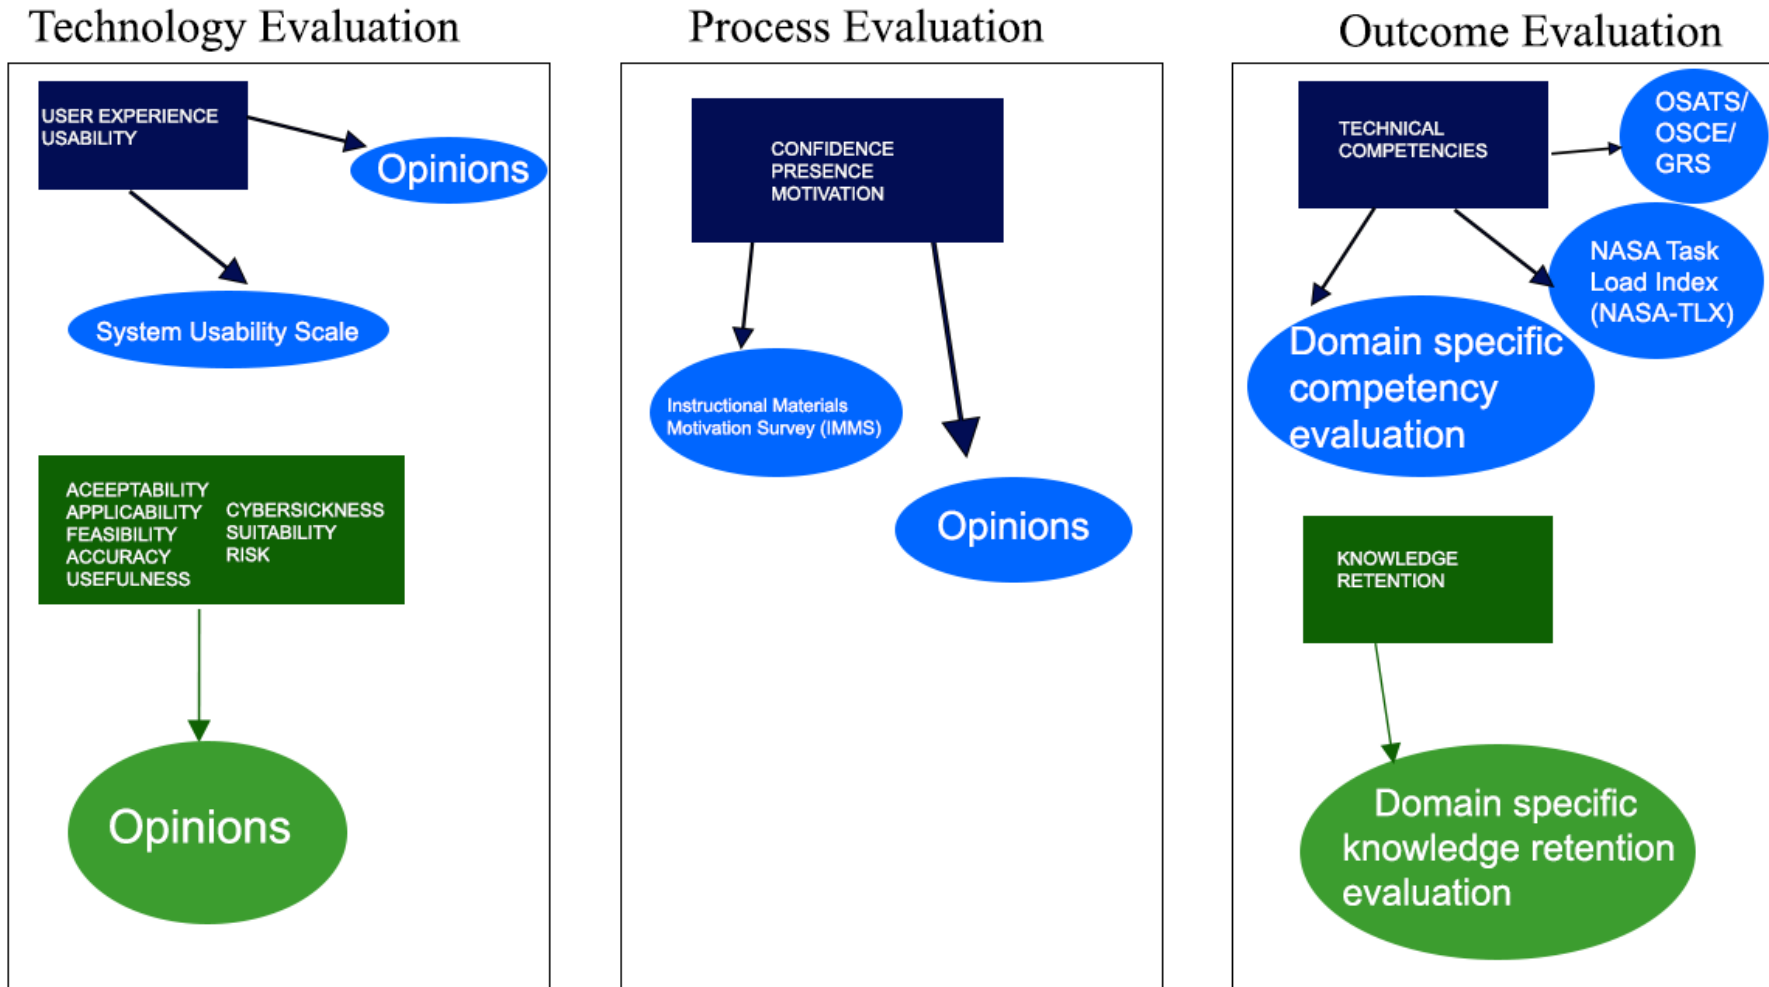 Technology Evaluation
USER EXPERIENCE
USABILITY
Opinions
System Usability Scale
ACEEPTABILITY
APPLICABILITY
FEASIBILITY
ACCURACY
USEFULNESS
CYBERSICKNESS
SUITABILITY
RISK
Opinions
Process Evaluation
CONFIDENCE
PRESENCE
MOTIVATION
Instructional Materials
Motivation Survey (IMMS)
Opinions
Outcome Evaluation
TECHNICAL
COMPETENCIES
OSATS/
OSCE/
GRS
NASA Task
Load Index
(NASA-TLX)
Domain specific
competency
evaluation
KNOWLEDGE
RETENTION
Domain specific
knowledge retention
evaluation